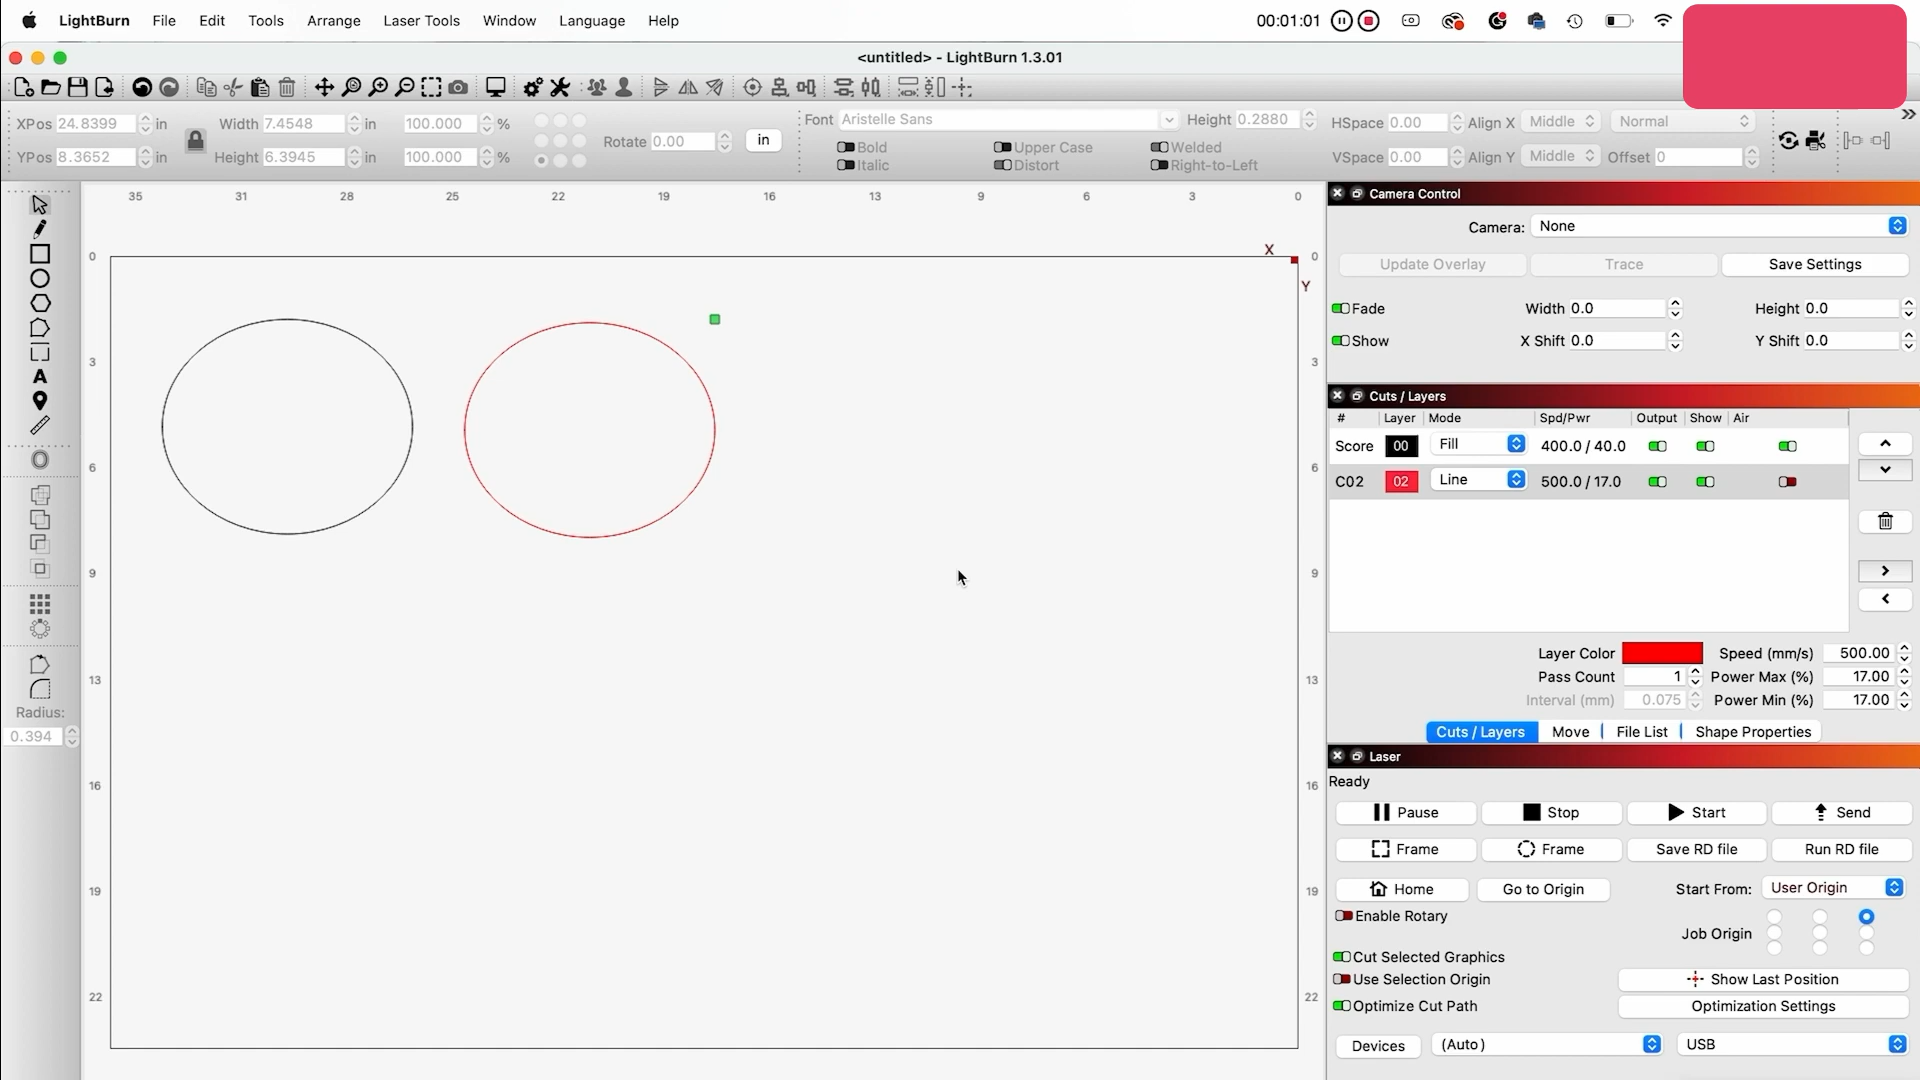 LightBurn File Edit Tools Arrange Laser Tools Window Language Help 00:01:01
<untitled> - LightBurn 1.3.01
XPos 24.8399 in Width 7.4548 in 100.000 % Rotate 0.00 in Font Aristelle Sans Height 0.2880 HSpace 0.00 Align X Middle Normal
Bold Upper Case Welded
YPos 8.3652 in Height 6.3945 in 100.000 % Italic Distort Right-to-Left VSpace 0.00 Align Y Middle Offset 0
35 31 28 25 22 19 16 13 9 6 3 0
X
Y
0 0
3 3
6 6
9 9
13 13
16 16
19 19
22 22
A
Radius:
0.394
Camera Control
Camera: None
Update Overlay Trace Save Settings
Fade Width 0.0 Height 0.0
Show X Shift 0.0 Y Shift 0.0
Cuts / Layers
# Layer Mode Spd/Pwr Output Show Air
Score 00 Fill 400.0 / 40.0
C02 02 Line 500.0 / 17.0
Layer Color Speed (mm/s) 500.00
Pass Count 1 Power Max (%) 17.00
Interval (mm) 0.075 Power Min (%) 17.00
Cuts / Layers Move File List Shape Properties
Laser
Ready
Pause Stop Start Send
Frame Frame Save RD file Run RD file
Home Go to Origin Start From: User Origin
Enable Rotary
Job Origin
Cut Selected Graphics
Use Selection Origin Show Last Position
Optimize Cut Path Optimization Settings
Devices (Auto) USB